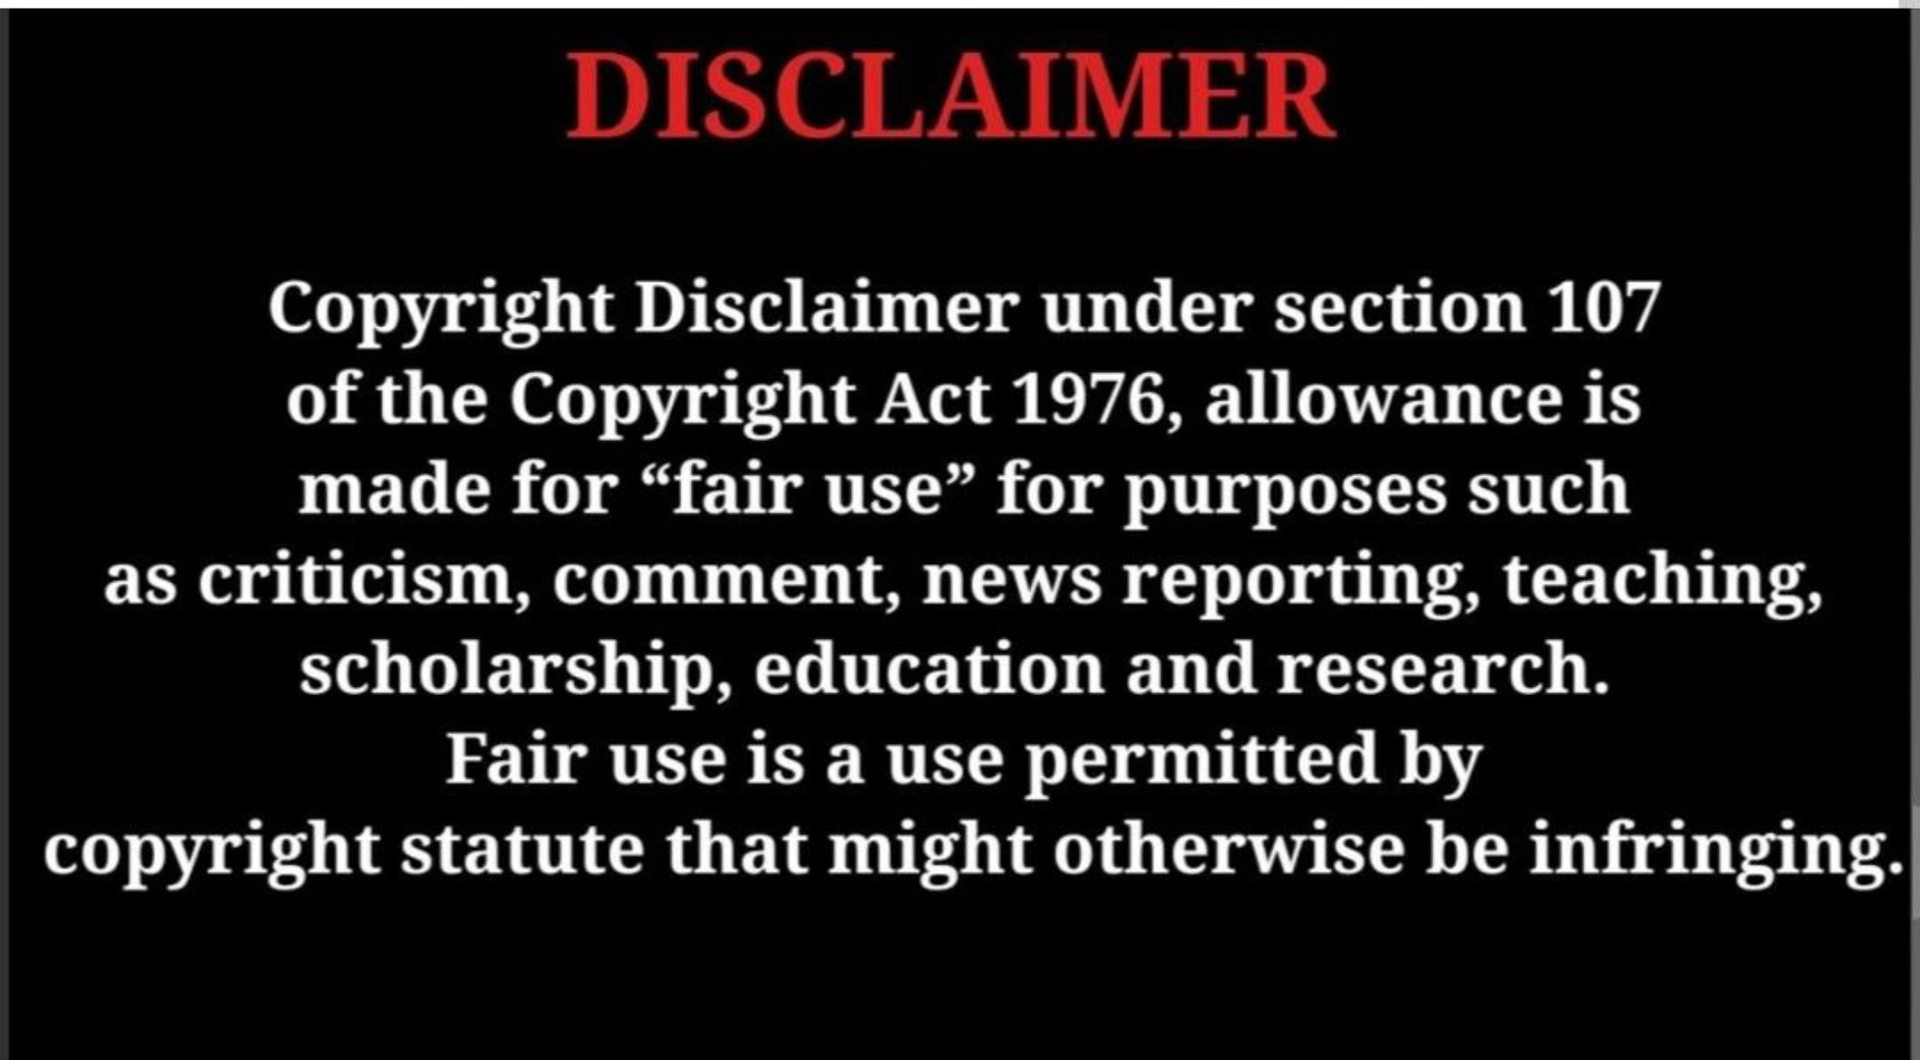 DISCLAIMER
Copyright Disclaimer under section 107
of the Copyright Act 1976, allowance is
made for “fair use” for purposes such
as criticism, comment, news reporting, teaching,
scholarship, education and research.
Fair use is a use permitted by
copyright statute that might otherwise be infringing.